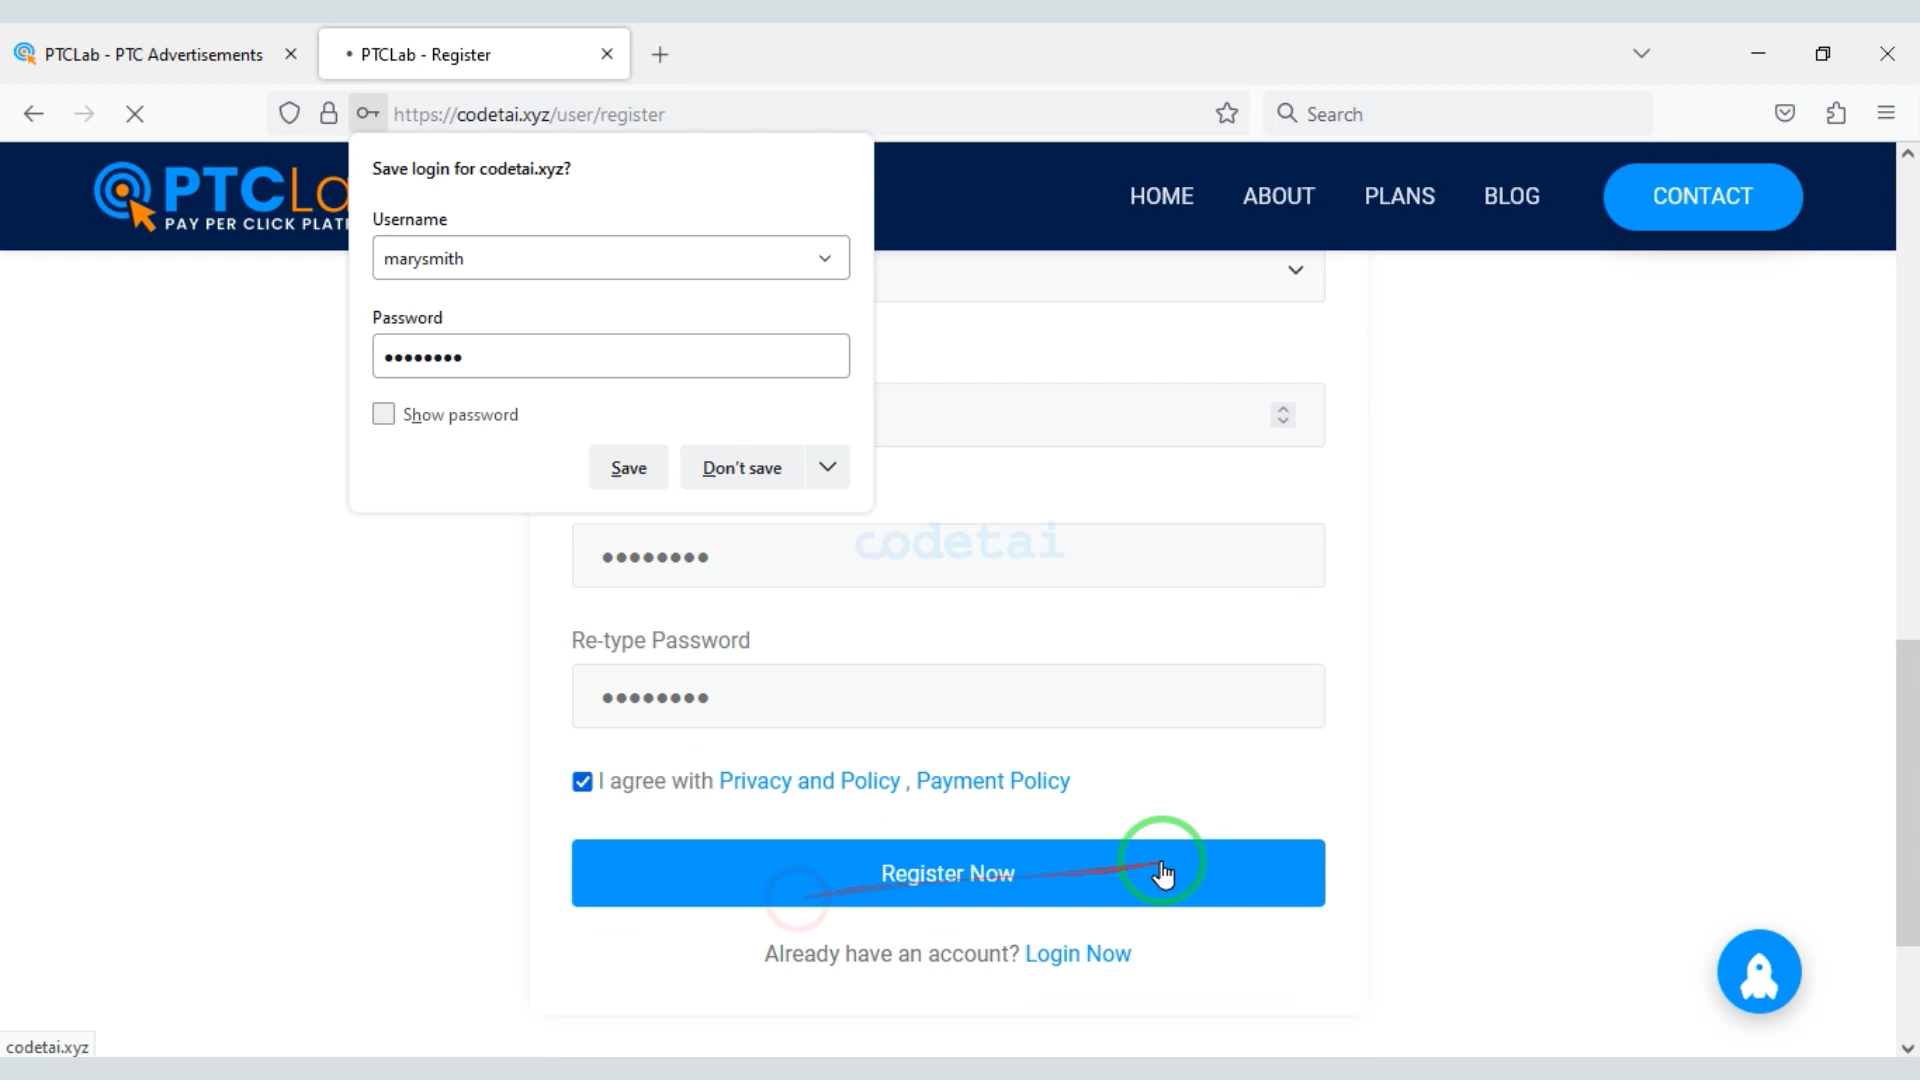 PTCLab - PTC Advertisements
PTCLab - Register
https://codetai.xyz/user/register
Search
Save login for codetai.xyz?
Username
marysmith
Password
Show password
Save
Don't save
PTCLa
PAY PER CLICK PLAT
HOME
ABOUT
PLANS
BLOG
CONTACT
codetai
Re-type Password
I agree with Privacy and Policy , Payment Policy
Register Now
Already have an account? Login Now
codetai.xyz